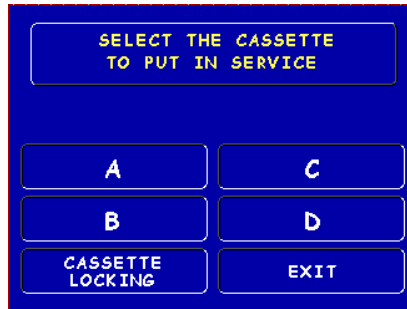 SELECT THE CASSETTE
TO PUT IN SERVICE
A
C
B
D
CASSETTE
LOCKING
EXIT